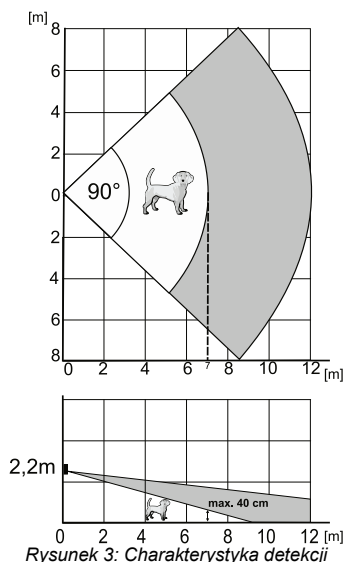 [m]
8
6
4
2
0
2
4
6
8
90°
0 2 4 6 7 8 10 12 [m]
2,2m
max. 40 cm
0 2 4 6 8 10 12 [m]
Rysunek 3: Charakterystyka detekcji